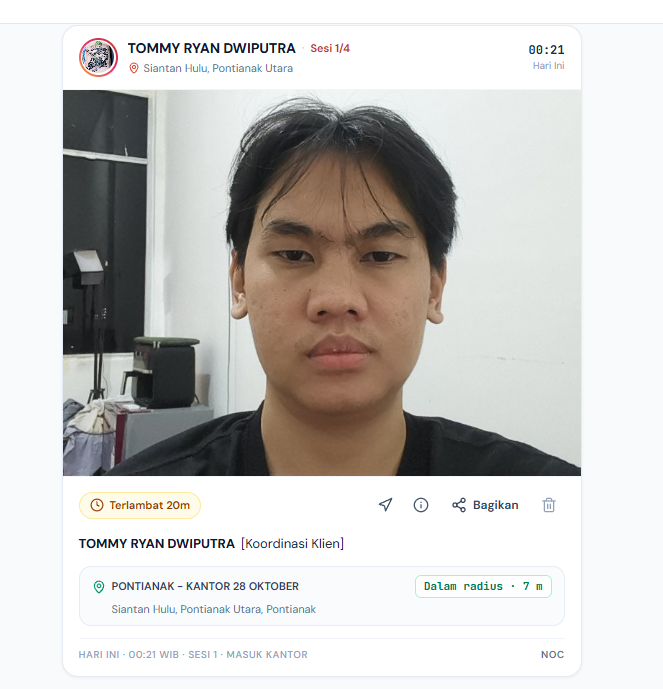 TOMMY RYAN DWIPUTRA · Sesi 1/4
00:21
Siantan Hulu, Pontianak Utara
Hari Ini
Terlambat 20m
Bagikan
TOMMY RYAN DWIPUTRA [Koordinasi Klien]
PONTIANAK - KANTOR 28 OKTOBER
Dalam radius · 7 m
Siantan Hulu, Pontianak Utara, Pontianak
HARI INI · 00:21 WIB · SESI 1 · MASUK KANTOR
NOC